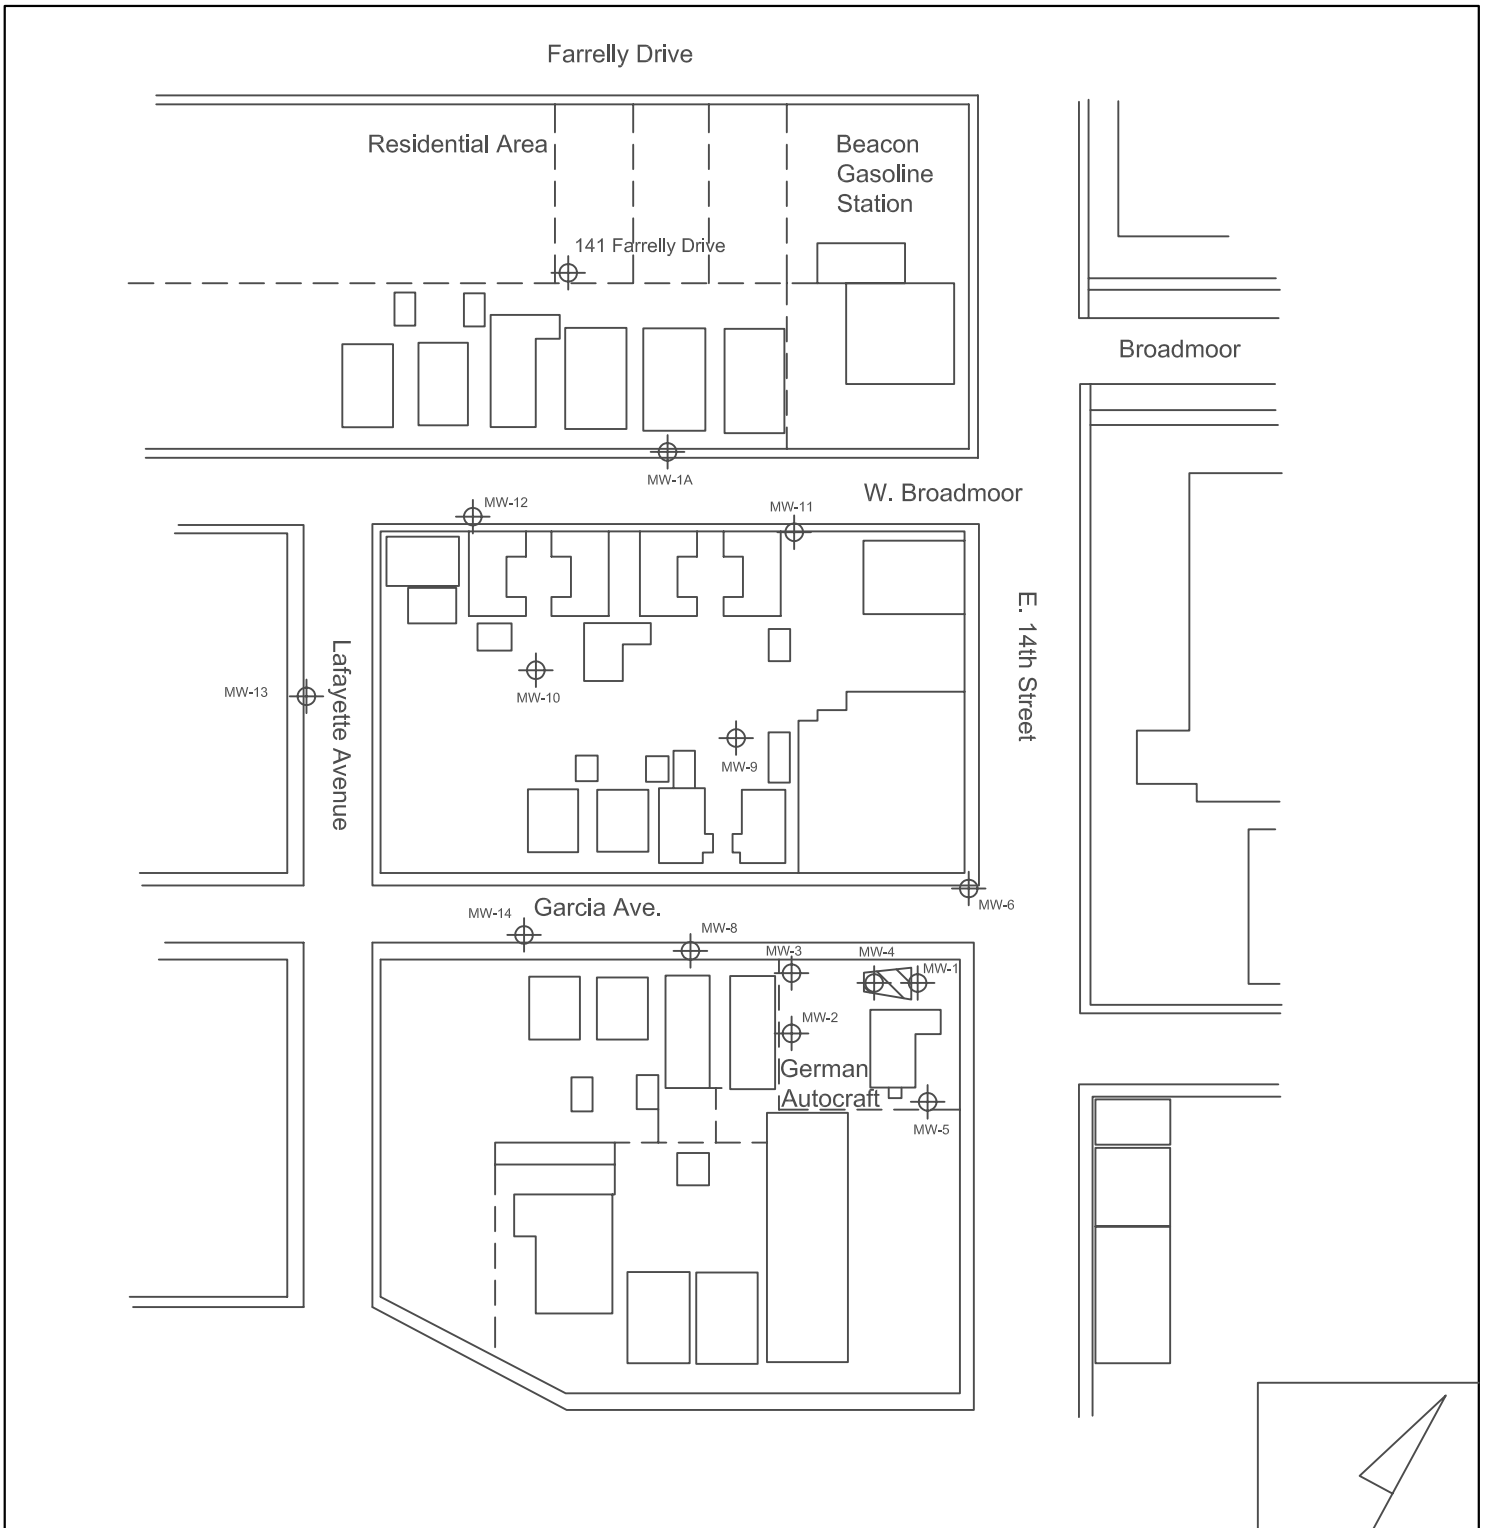 Farrelly Drive
Residential Area
Beacon
Gasoline
Station
141 Farrelly Drive
Broadmoor
MW-1A
W. Broadmoor
MW-12
MW-11
E. 14th Street
Lafayette Avenue
MW-13
MW-10
MW-9
MW-6
Garcia Ave.
MW-14
MW-8
MW-3
MW-4
MW-1
MW-2
German
Autocraft
MW-5